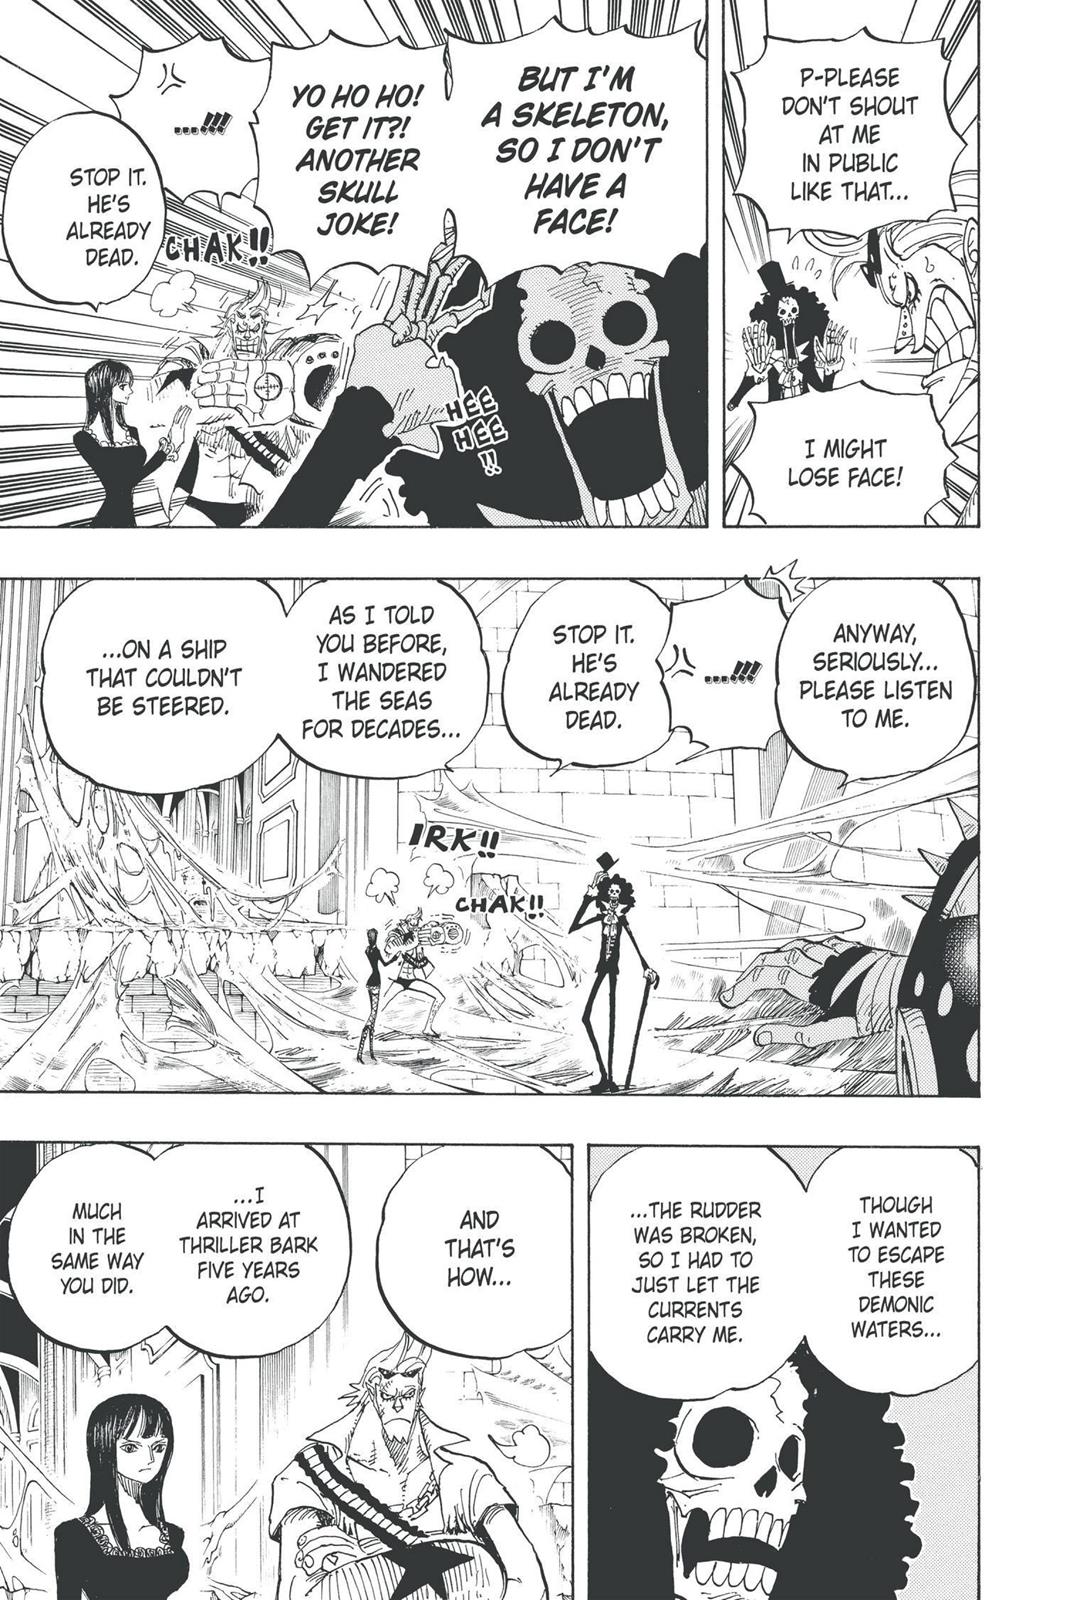 P-PLEASE
DON'T SHOUT
AT ME
IN PUBLIC
LIKE THAT...
I MIGHT
LOSE FACE!
BUT I'M
A SKELETON,
SO I DON'T
HAVE A
FACE!
YO HO HO!
GET IT?!
ANOTHER
SKULL
JOKE!
HEE
HEE
!!
...!!!
CHAK!!
STOP IT.
HE'S
ALREADY
DEAD.
ANYWAY,
SERIOUSLY...
PLEASE LISTEN
TO ME.
...!!!
STOP IT.
HE'S
ALREADY
DEAD.
IRK!!
CHAK!!
AS I TOLD
YOU BEFORE,
I WANDERED
THE SEAS
FOR DECADES...
...ON A SHIP
THAT COULDN'T
BE STEERED.
THOUGH
I WANTED
TO ESCAPE
THESE
DEMONIC
WATERS...
...THE RUDDER
WAS BROKEN,
SO I HAD TO
JUST LET THE
CURRENTS
CARRY ME.
AND
THAT'S
HOW...
...I
ARRIVED AT
THRILLER BARK
FIVE YEARS
AGO.
MUCH
IN THE
SAME WAY
YOU DID.